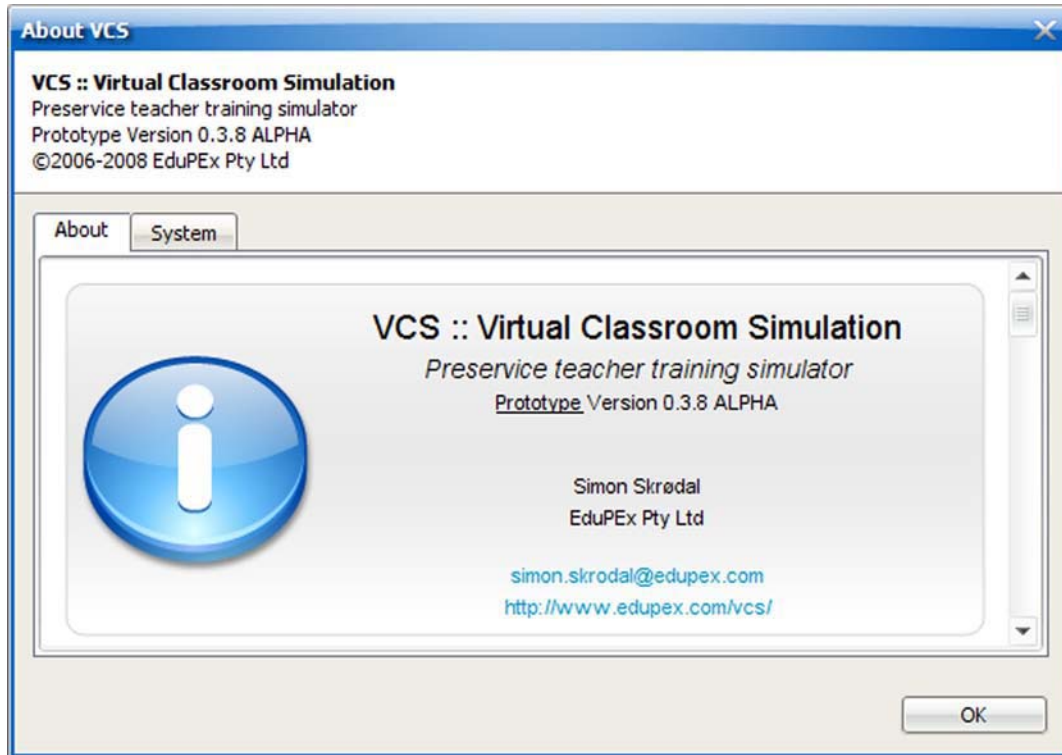 About VCS
VCS :: Virtual Classroom Simulation
Preservice teacher training simulator
Prototype Version 0.3.8 ALPHA
©2006-2008 EduPEx Pty Ltd
About
System
VCS :: Virtual Classroom Simulation
Preservice teacher training simulator
Prototype Version 0.3.8 ALPHA
Simon Skrødal
EduPEx Pty Ltd
simon.skrodal@edupex.com
http://www.edupex.com/vcs/
OK